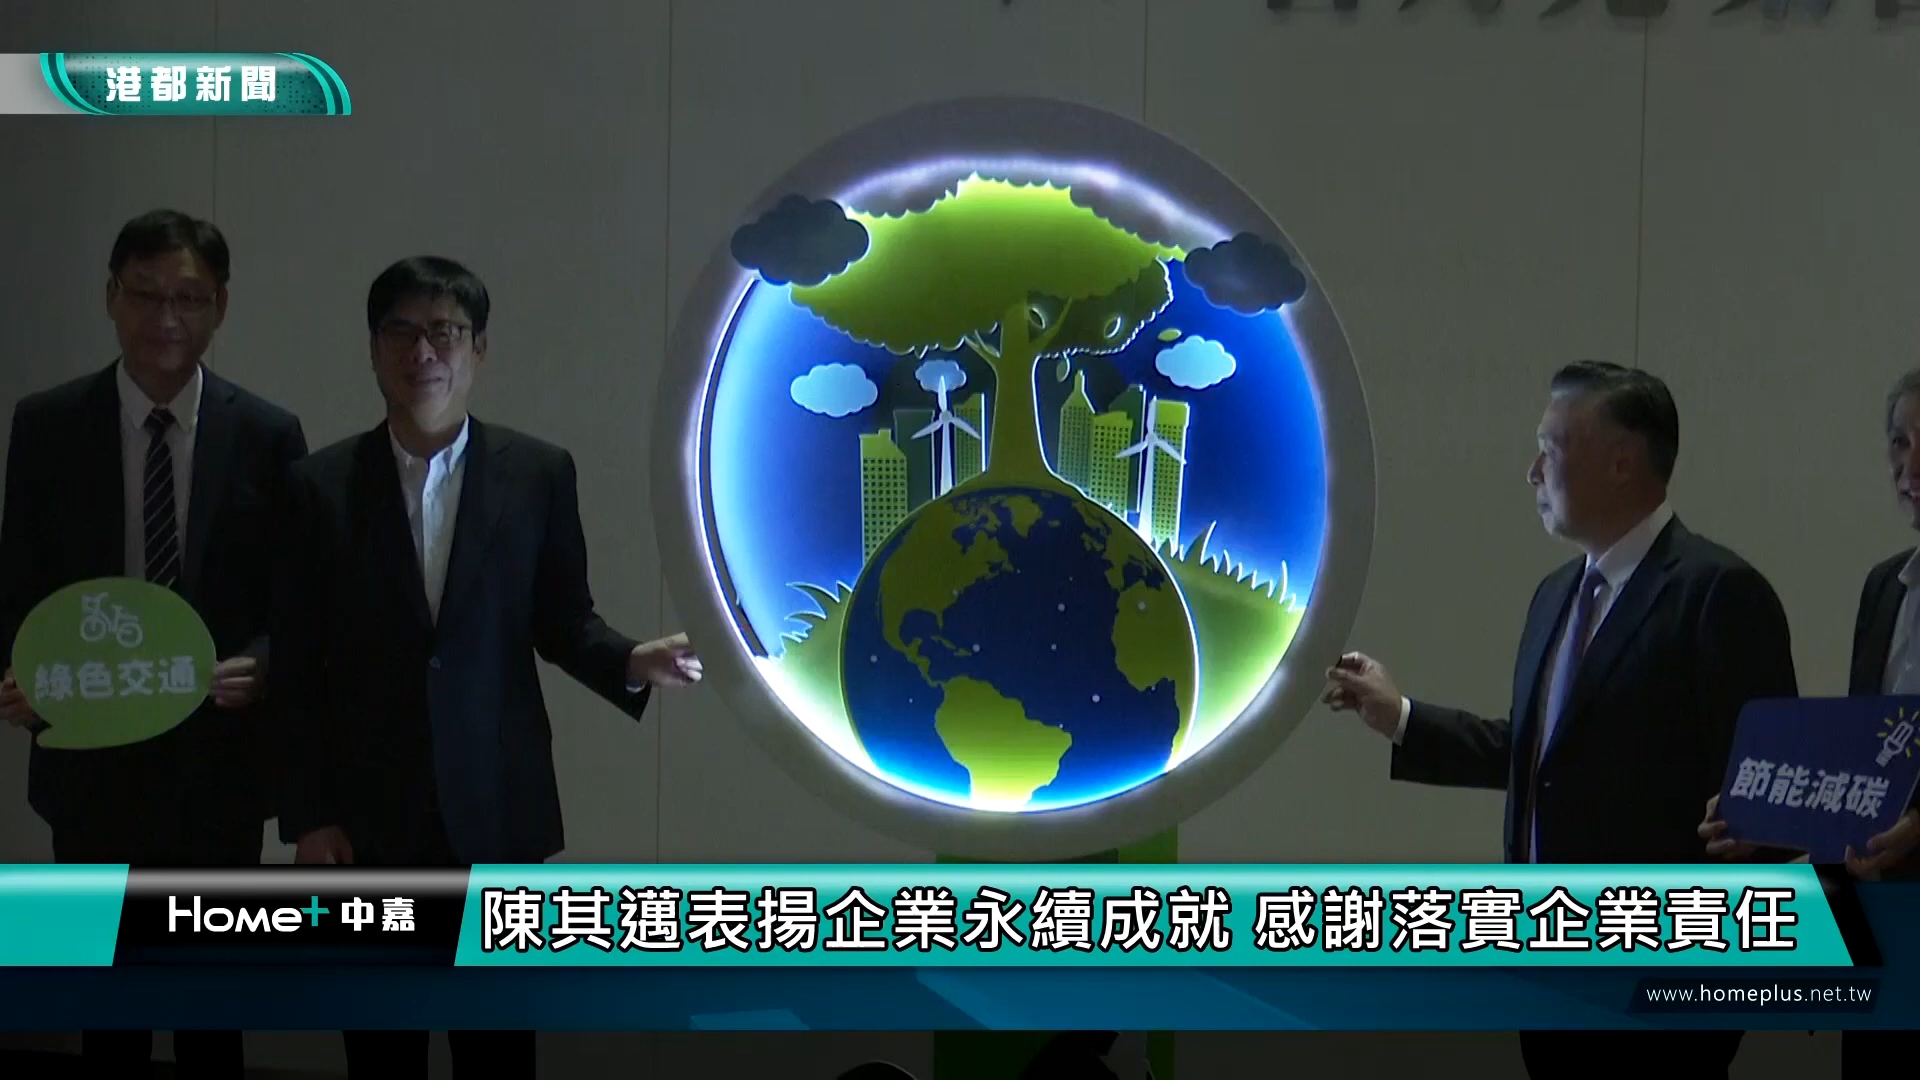 港都新聞
綠色交通
節能減碳
Home+ 中嘉
陳其邁表揚企業永續成就 感謝落實企業責任
www.homeplus.net.tw